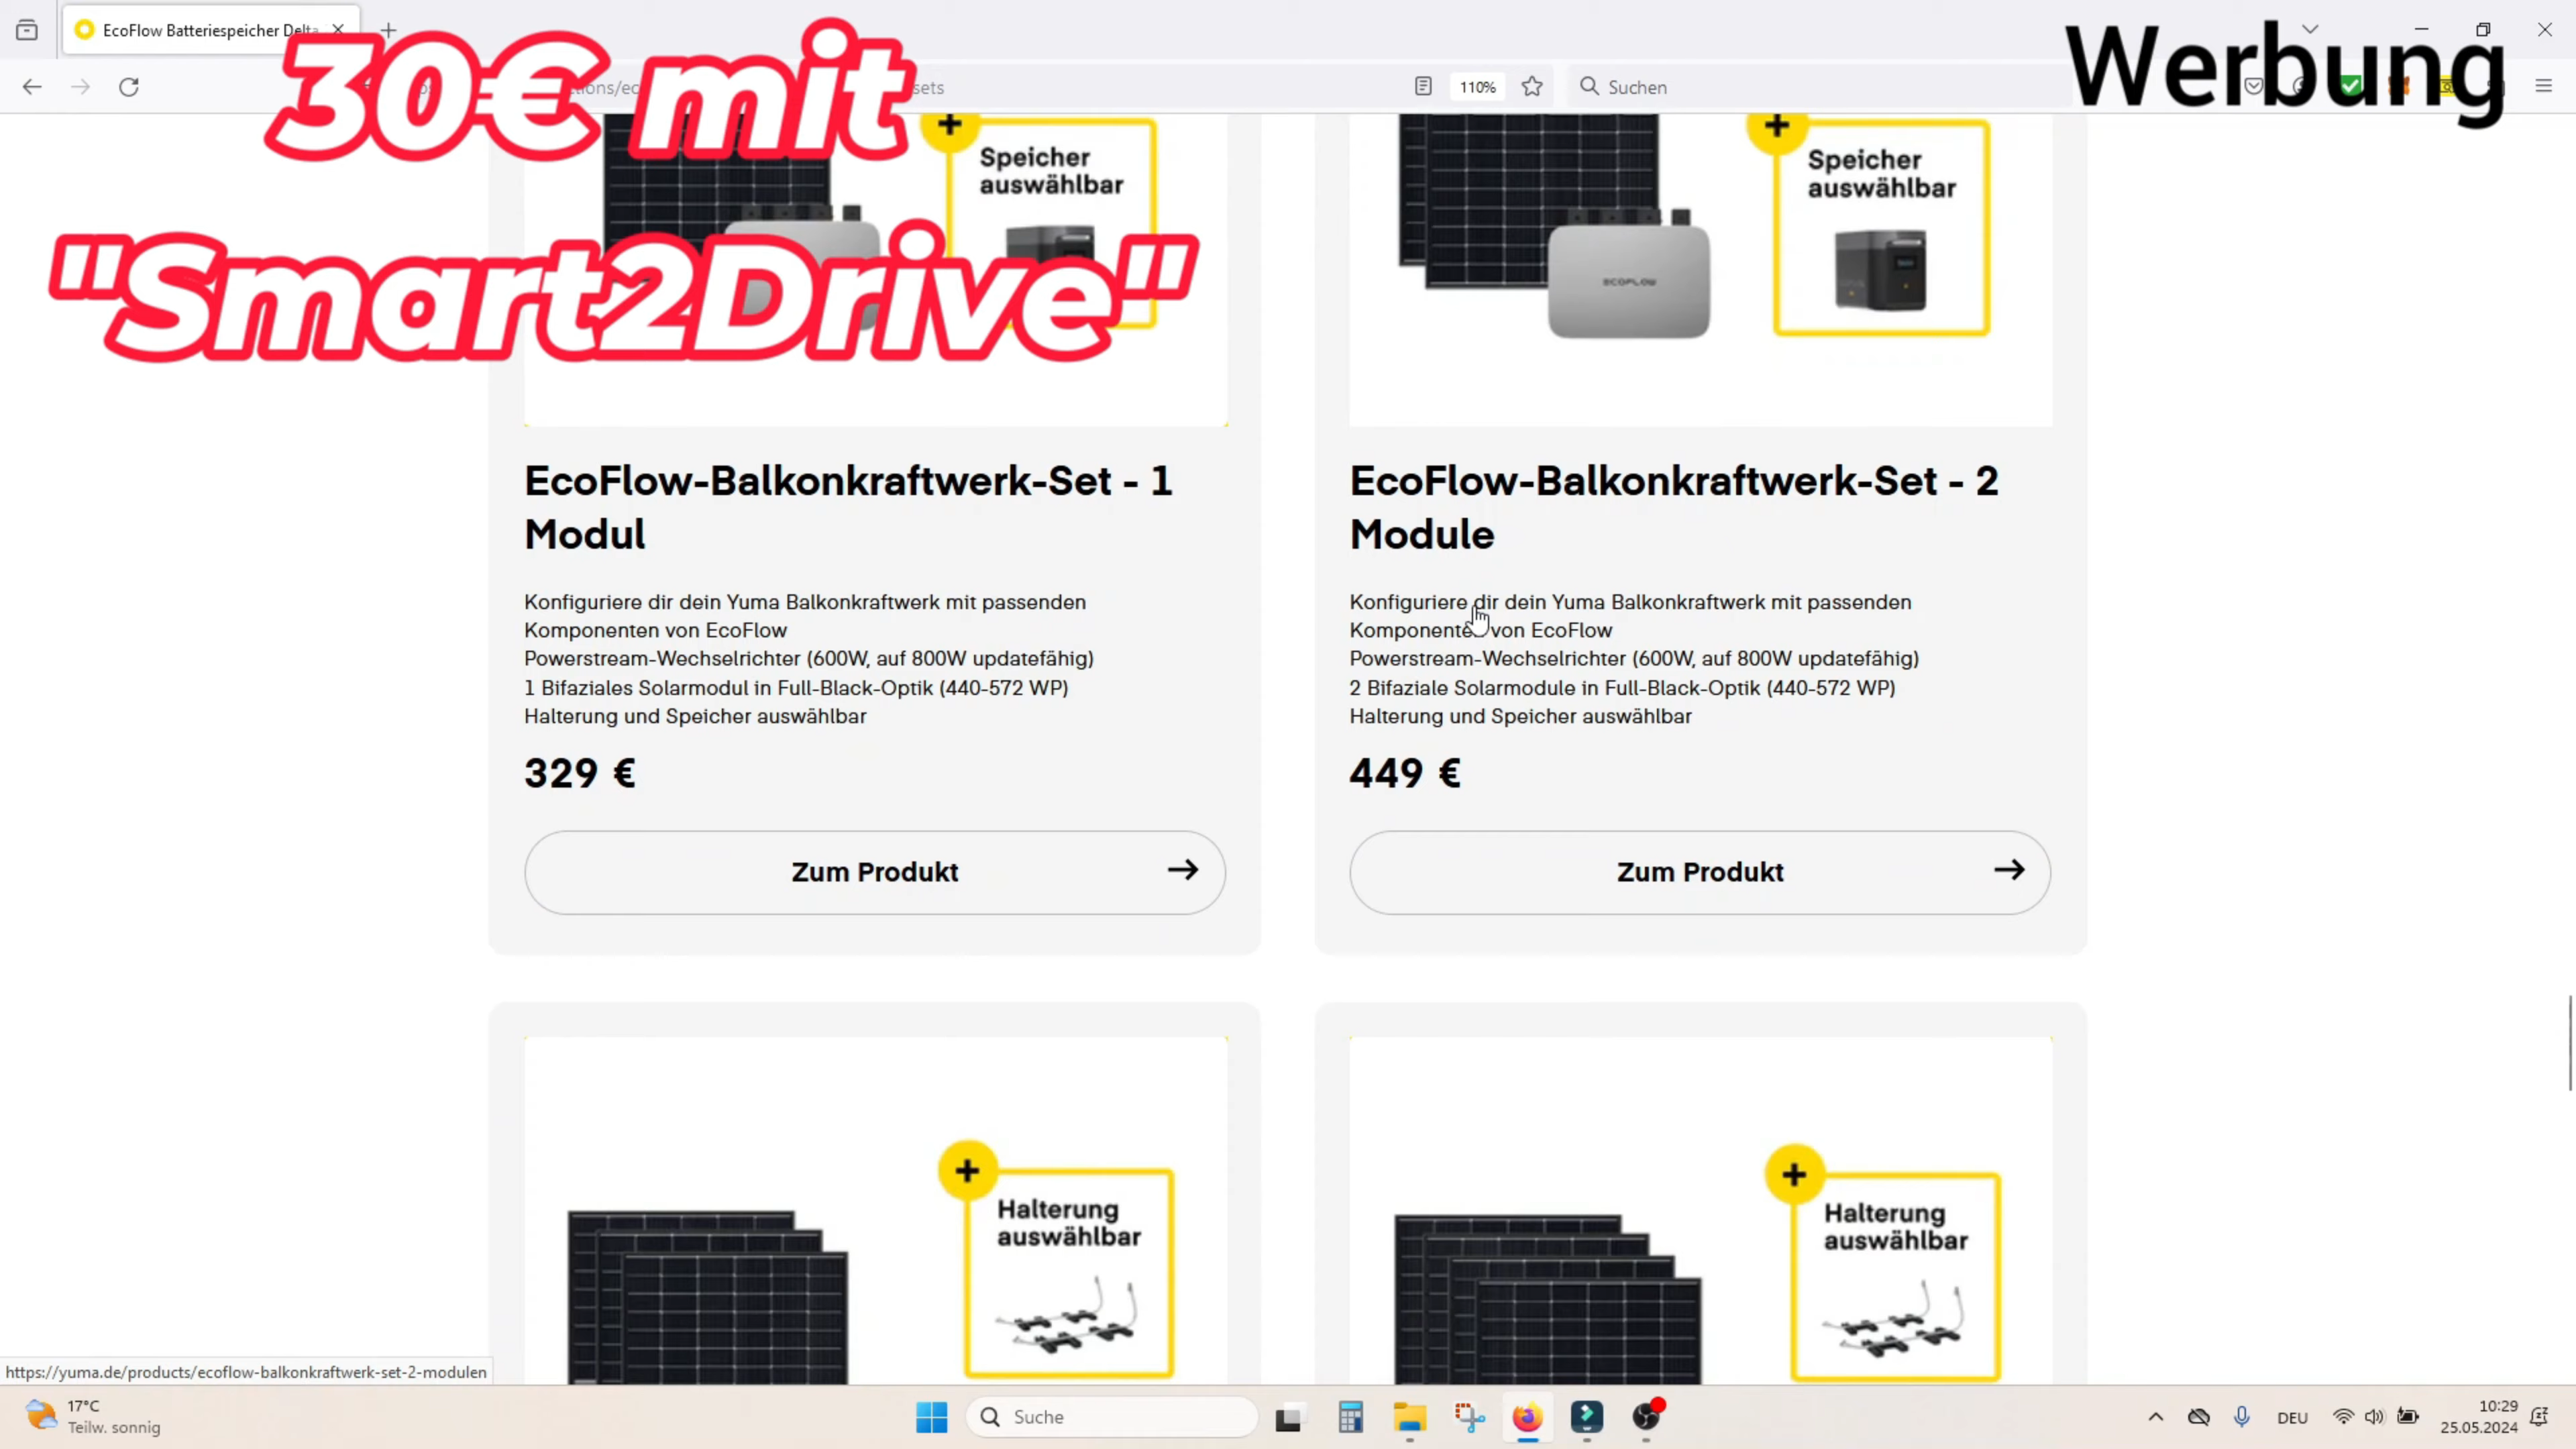 EcoFlow Batteriespeicher Delta
30€ mit
"Smart2Drive"
Werbung
sets
110%
Suchen
Speicher
auswählbar
Speicher
auswählbar
ECOFLOW
EcoFlow-Balkonkraftwerk-Set - 1
Modul
Konfiguriere dir dein Yuma Balkonkraftwerk mit passenden
Komponenten von EcoFlow
Powerstream-Wechselrichter (600W, auf 800W updatefähig)
1 Bifaziales Solarmodul in Full-Black-Optik (440-572 WP)
Halterung und Speicher auswählbar
329 €
Zum Produkt
EcoFlow-Balkonkraftwerk-Set - 2
Module
Konfiguriere dir dein Yuma Balkonkraftwerk mit passenden
Komponenten von EcoFlow
Powerstream-Wechselrichter (600W, auf 800W updatefähig)
2 Bifaziale Solarmodule in Full-Black-Optik (440-572 WP)
Halterung und Speicher auswählbar
449 €
Zum Produkt
Halterung
auswählbar
Halterung
auswählbar
https://yuma.de/products/ecoflow-balkonkraftwerk-set-2-modulen
17°C
Teilw. sonnig
Suche
DEU
10:29
25.05.2024